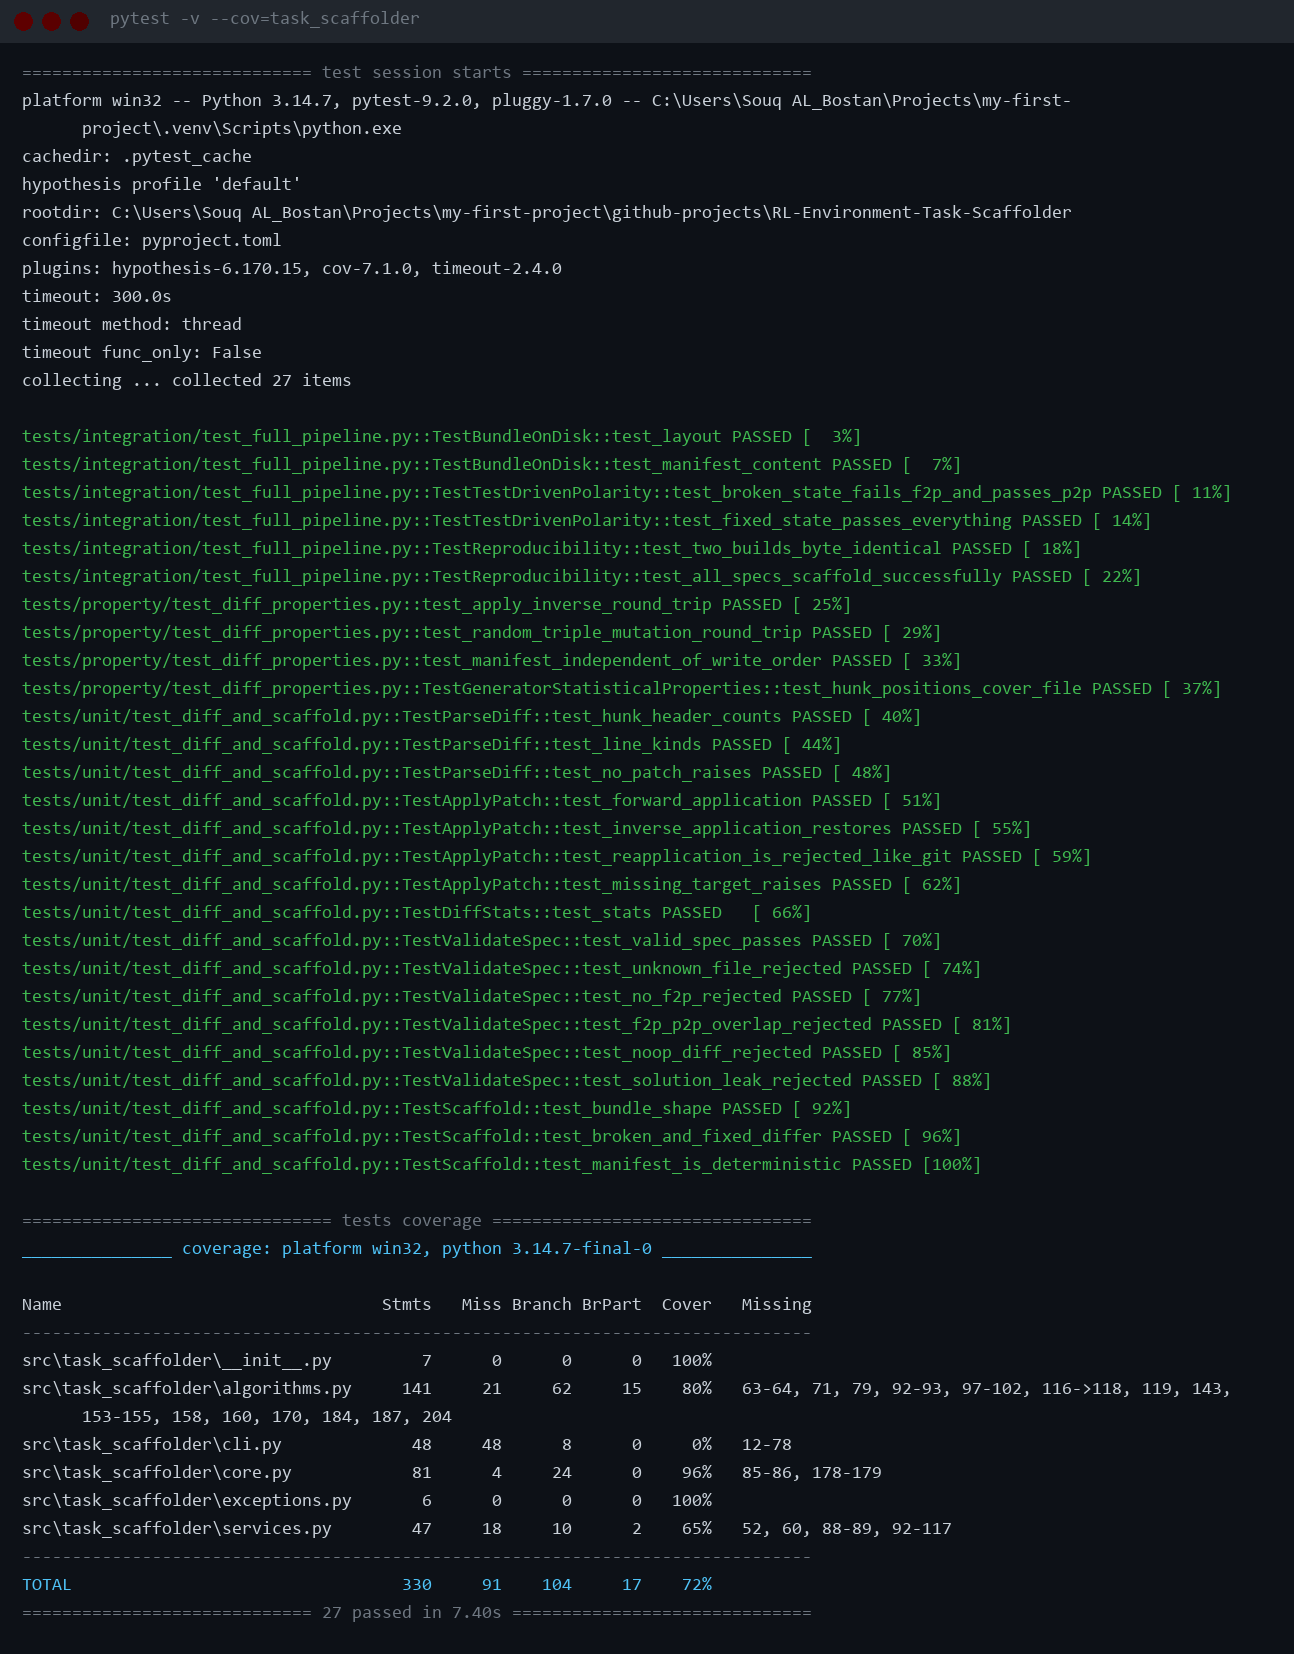 pytest -v --cov=task_scaffolder
============================= test session starts =============================
platform win32 -- Python 3.14.7, pytest-9.2.0, pluggy-1.7.0 -- C:\Users\Souq AL_Bostan\Projects\my-first-
project\.venv\Scripts\python.exe
cachedir: .pytest_cache
hypothesis profile 'default'
rootdir: C:\Users\Souq AL_Bostan\Projects\my-first-project\github-projects\RL-Environment-Task-Scaffolder
configfile: pyproject.toml
plugins: hypothesis-6.170.15, cov-7.1.0, timeout-2.4.0
timeout: 300.0s
timeout method: thread
timeout func_only: False
collecting ... collected 27 items
tests/integration/test_full_pipeline.py::TestBundleOnDisk::test_layout PASSED [  3%]
tests/integration/test_full_pipeline.py::TestBundleOnDisk::test_manifest_content PASSED [  7%]
tests/integration/test_full_pipeline.py::TestTestDrivenPolarity::test_broken_state_fails_f2p_and_passes_p2p PASSED [ 11%]
tests/integration/test_full_pipeline.py::TestTestDrivenPolarity::test_fixed_state_passes_everything PASSED [ 14%]
tests/integration/test_full_pipeline.py::TestReproducibility::test_two_builds_byte_identical PASSED [ 18%]
tests/integration/test_full_pipeline.py::TestReproducibility::test_all_specs_scaffold_successfully PASSED [ 22%]
tests/property/test_diff_properties.py::test_apply_inverse_round_trip PASSED [ 25%]
tests/property/test_diff_properties.py::test_random_triple_mutation_round_trip PASSED [ 29%]
tests/property/test_diff_properties.py::test_manifest_independent_of_write_order PASSED [ 33%]
tests/property/test_diff_properties.py::TestGeneratorStatisticalProperties::test_hunk_positions_cover_file PASSED [ 37%]
tests/unit/test_diff_and_scaffold.py::TestParseDiff::test_hunk_header_counts PASSED [ 40%]
tests/unit/test_diff_and_scaffold.py::TestParseDiff::test_line_kinds PASSED [ 44%]
tests/unit/test_diff_and_scaffold.py::TestParseDiff::test_no_patch_raises PASSED [ 48%]
tests/unit/test_diff_and_scaffold.py::TestApplyPatch::test_forward_application PASSED [ 51%]
tests/unit/test_diff_and_scaffold.py::TestApplyPatch::test_inverse_application_restores PASSED [ 55%]
tests/unit/test_diff_and_scaffold.py::TestApplyPatch::test_reapplication_is_rejected_like_git PASSED [ 59%]
tests/unit/test_diff_and_scaffold.py::TestApplyPatch::test_missing_target_raises PASSED [ 62%]
tests/unit/test_diff_and_scaffold.py::TestDiffStats::test_stats PASSED   [ 66%]
tests/unit/test_diff_and_scaffold.py::TestValidateSpec::test_valid_spec_passes PASSED [ 70%]
tests/unit/test_diff_and_scaffold.py::TestValidateSpec::test_unknown_file_rejected PASSED [ 74%]
tests/unit/test_diff_and_scaffold.py::TestValidateSpec::test_no_f2p_rejected PASSED [ 77%]
tests/unit/test_diff_and_scaffold.py::TestValidateSpec::test_f2p_p2p_overlap_rejected PASSED [ 81%]
tests/unit/test_diff_and_scaffold.py::TestValidateSpec::test_noop_diff_rejected PASSED [ 85%]
tests/unit/test_diff_and_scaffold.py::TestValidateSpec::test_solution_leak_rejected PASSED [ 88%]
tests/unit/test_diff_and_scaffold.py::TestScaffold::test_bundle_shape PASSED [ 92%]
tests/unit/test_diff_and_scaffold.py::TestScaffold::test_broken_and_fixed_differ PASSED [ 96%]
tests/unit/test_diff_and_scaffold.py::TestScaffold::test_manifest_is_deterministic PASSED [100%]
=============================== tests coverage ================================
_______________ coverage: platform win32, python 3.14.7-final-0 _______________
Name                                Stmts   Miss Branch BrPart  Cover   Missing
-------------------------------------------------------------------------------
src\task_scaffolder\__init__.py         7      0      0      0   100%
src\task_scaffolder\algorithms.py     141     21     62     15    80%   63-64, 71, 79, 92-93, 97-102, 116->118, 119, 143,
153-155, 158, 160, 170, 184, 187, 204
src\task_scaffolder\cli.py             48     48      8      0     0%   12-78
src\task_scaffolder\core.py            81      4     24      0    96%   85-86, 178-179
src\task_scaffolder\exceptions.py       6      0      0      0   100%
src\task_scaffolder\services.py        47     18     10      2    65%   52, 60, 88-89, 92-117
-------------------------------------------------------------------------------
TOTAL                                 330     91    104     17    72%
============================= 27 passed in 7.40s ==============================